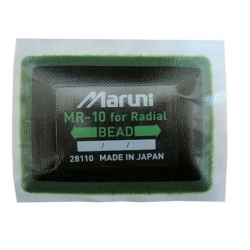 Maruni
MR-10 for Radial
BEAD
/ /
28110 MADE IN JAPAN